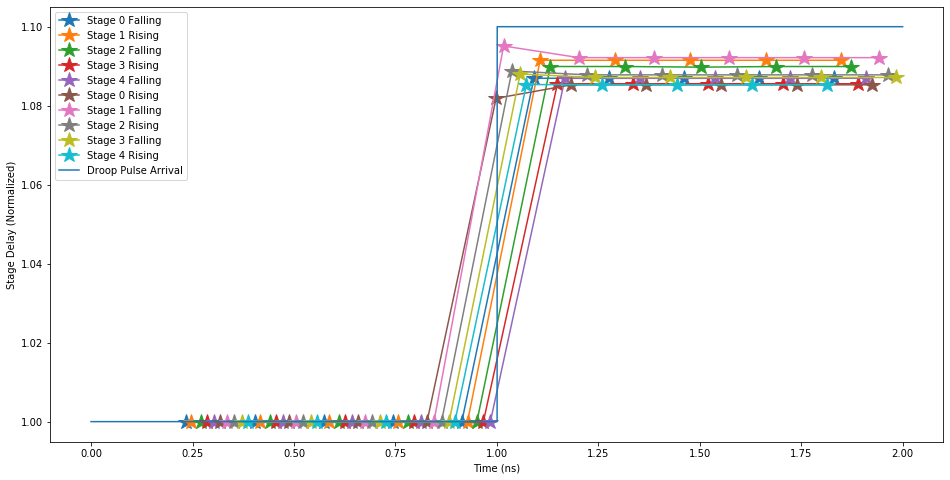 Stage 0 Falling
Stage 1 Rising
Stage 2 Falling
Stage 3 Rising
Stage 4 Falling
Stage 0 Rising
Stage 1 Falling
Stage 2 Rising
Stage 3 Falling
Stage 4 Rising
Droop Pulse Arrival
Stage Delay (Normalized)
1.10
1.08
1.06
1.04
1.02
1.00
0.00 0.25 0.50 0.75 1.00 1.25 1.50 1.75 2.00
Time (ns)